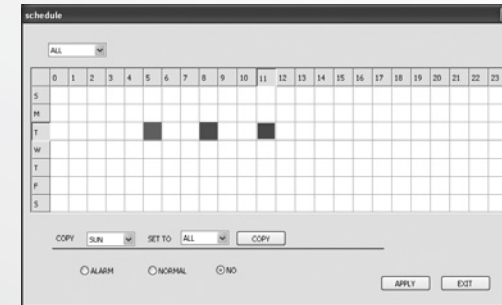 schedule
ALL
0 1 2 3 4 5 6 7 8 9 10 11 12 13 14 15 16 17 18 19 20 21 22 23
S
M
T
W
T
F
S
COPY SUN SET TO ALL COPY
ALARM NORMAL NO
APPLY EXIT